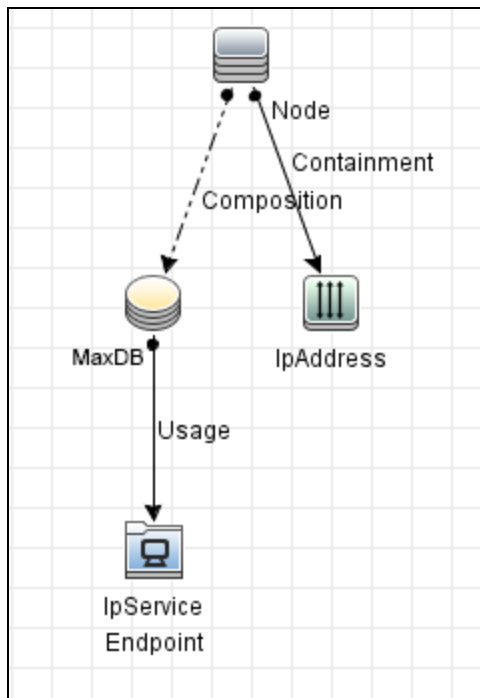 Node
Containment
Composition
MaxDB
IpAddress
Usage
IpService
Endpoint